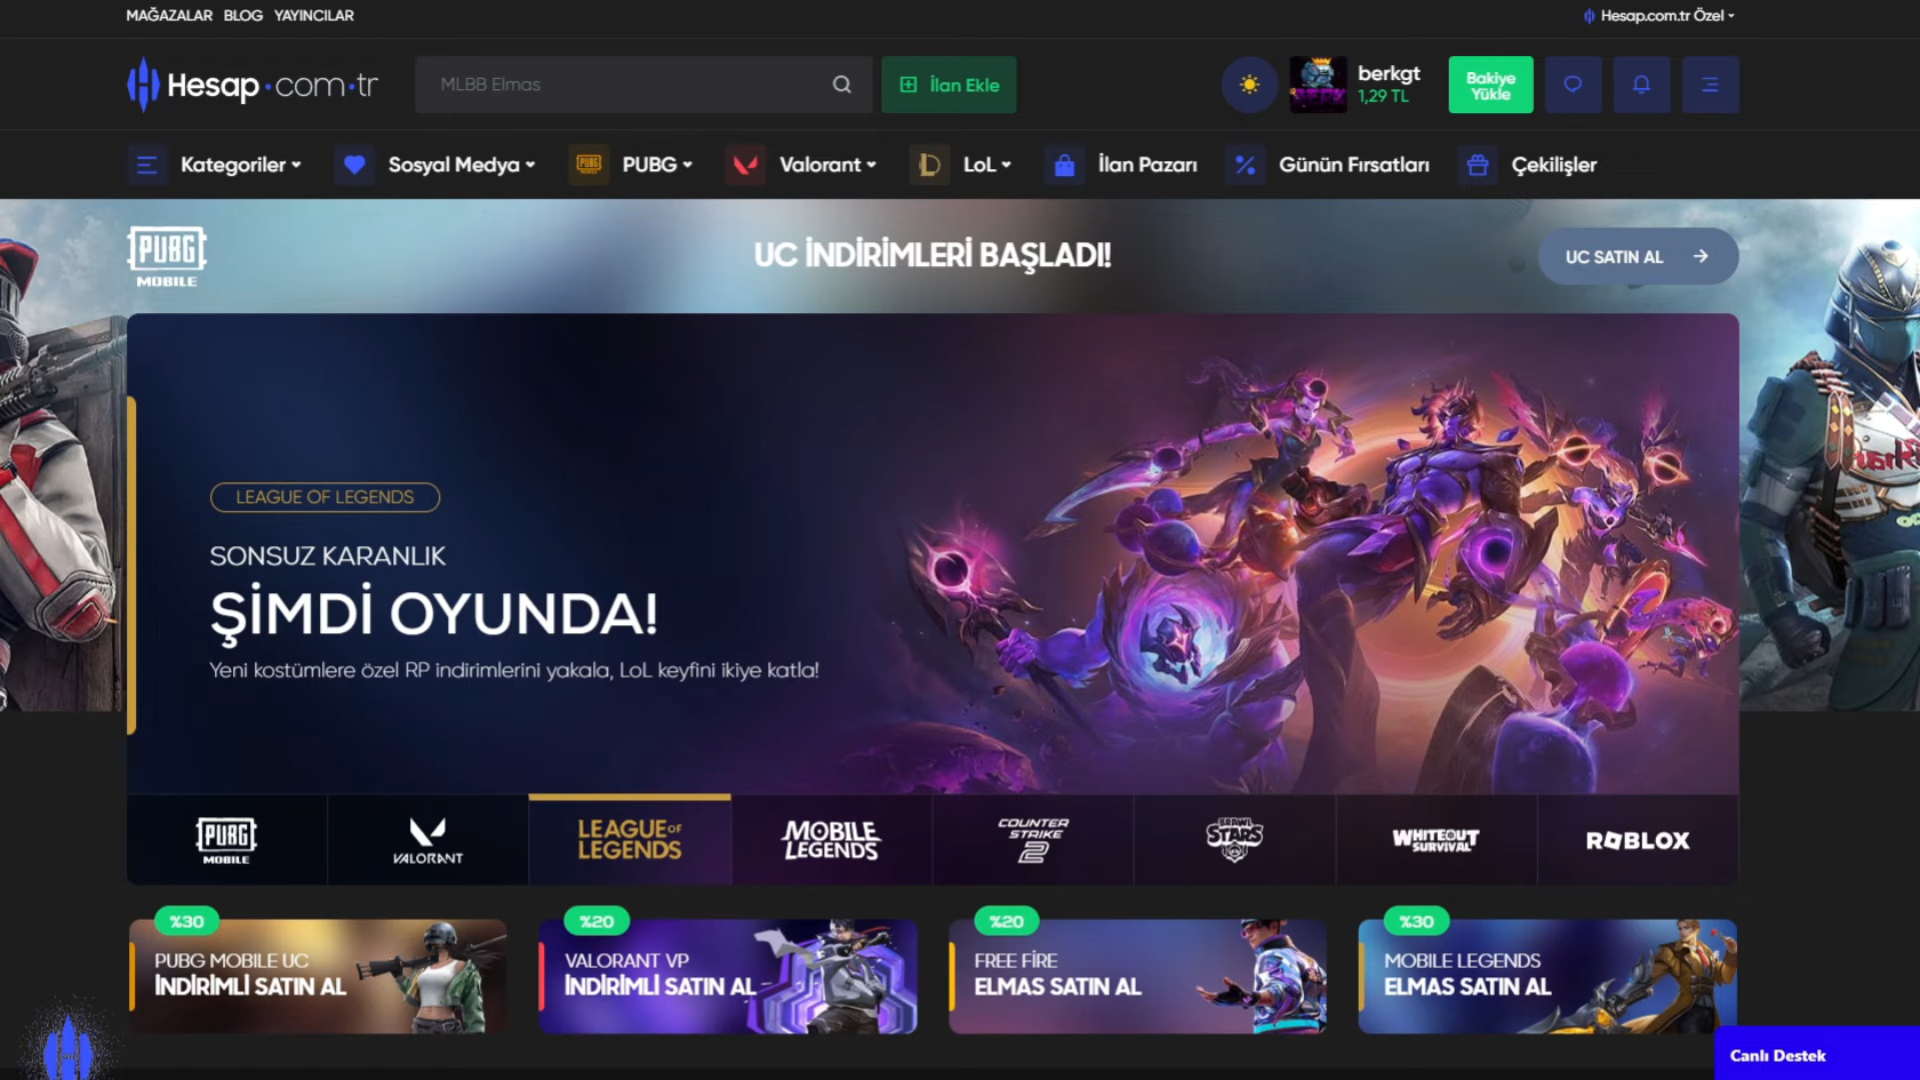 MAĞAZALAR BLOG YAYINCILAR
Hesap.com.tr Özel
Hesap.com.tr
MLBB Elmas
İlan Ekle
berkgt
1,29 TL
Bakiye
Yükle
Kategoriler
Sosyal Medya
PUBG
PUBG
Valorant
LoL
İlan Pazarı
Günün Fırsatları
Çekilişler
PUBG
MOBILE
UC İNDİRİMLERİ BAŞLADI!
UC SATIN AL
LEAGUE OF LEGENDS
SONSUZ KARANLIK
ŞİMDİ OYUNDA!
Yeni kostümlere özel RP indirimlerini yakala, LoL keyfini ikiye katla!
PUBG
MOBILE
VALORANT
LEAGUE OF
LEGENDS
MOBILE
LEGENDS
COUNTER
STRIKE
2
BRAWL
STARS
WHITEOUT
SURVIVAL
ROBLOX
%30
PUBG MOBILE UC
İNDİRİMLİ SATIN AL
%20
VALORANT VP
İNDİRİMLİ SATIN AL
%20
FREE FİRE
ELMAS SATIN AL
%30
MOBILE LEGENDS
ELMAS SATIN AL
Canlı Destek